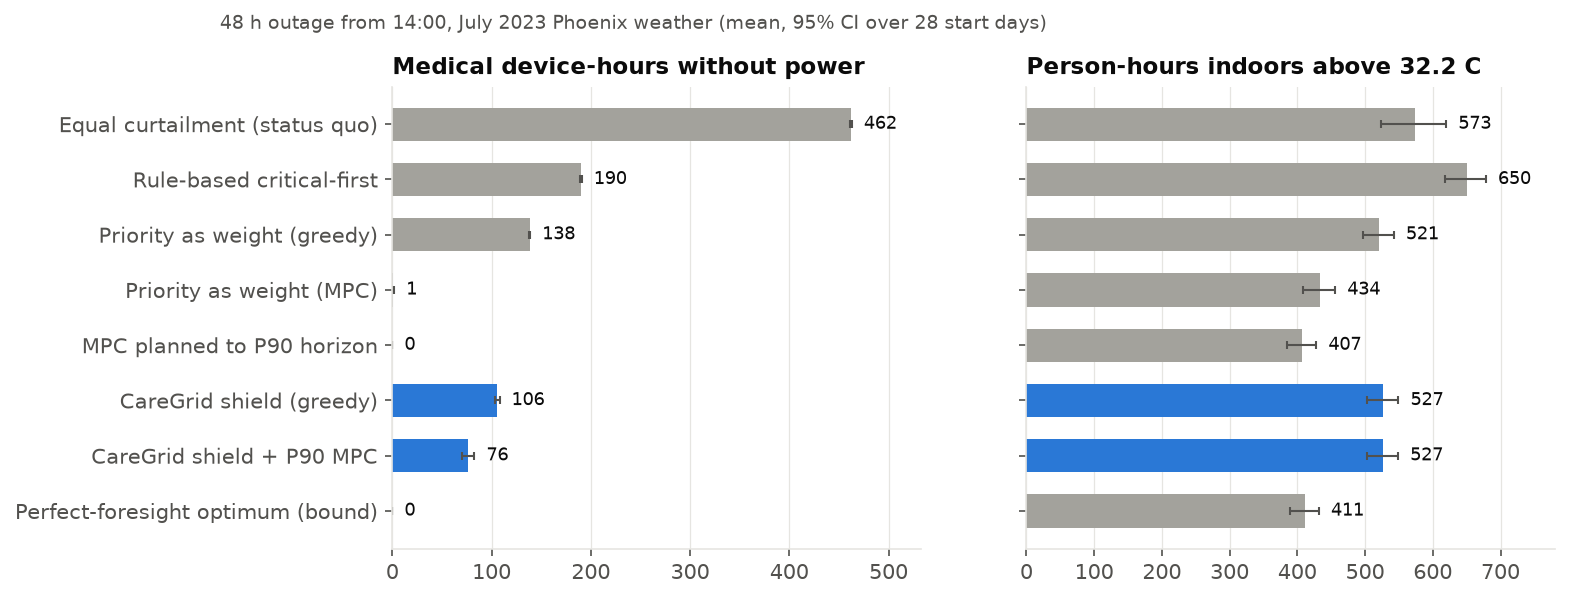 48 h outage from 14:00, July 2023 Phoenix weather (mean, 95% CI over 28 start days)
Medical device-hours without power
Equal curtailment (status quo) 462
Rule-based critical-first 190
Priority as weight (greedy) 138
Priority as weight (MPC) 1
MPC planned to P90 horizon 0
CareGrid shield (greedy) 106
CareGrid shield + P90 MPC 76
Perfect-foresight optimum (bound) 0
0 100 200 300 400 500
Person-hours indoors above 32.2 C
573
650
521
434
407
527
527
411
0 100 200 300 400 500 600 700